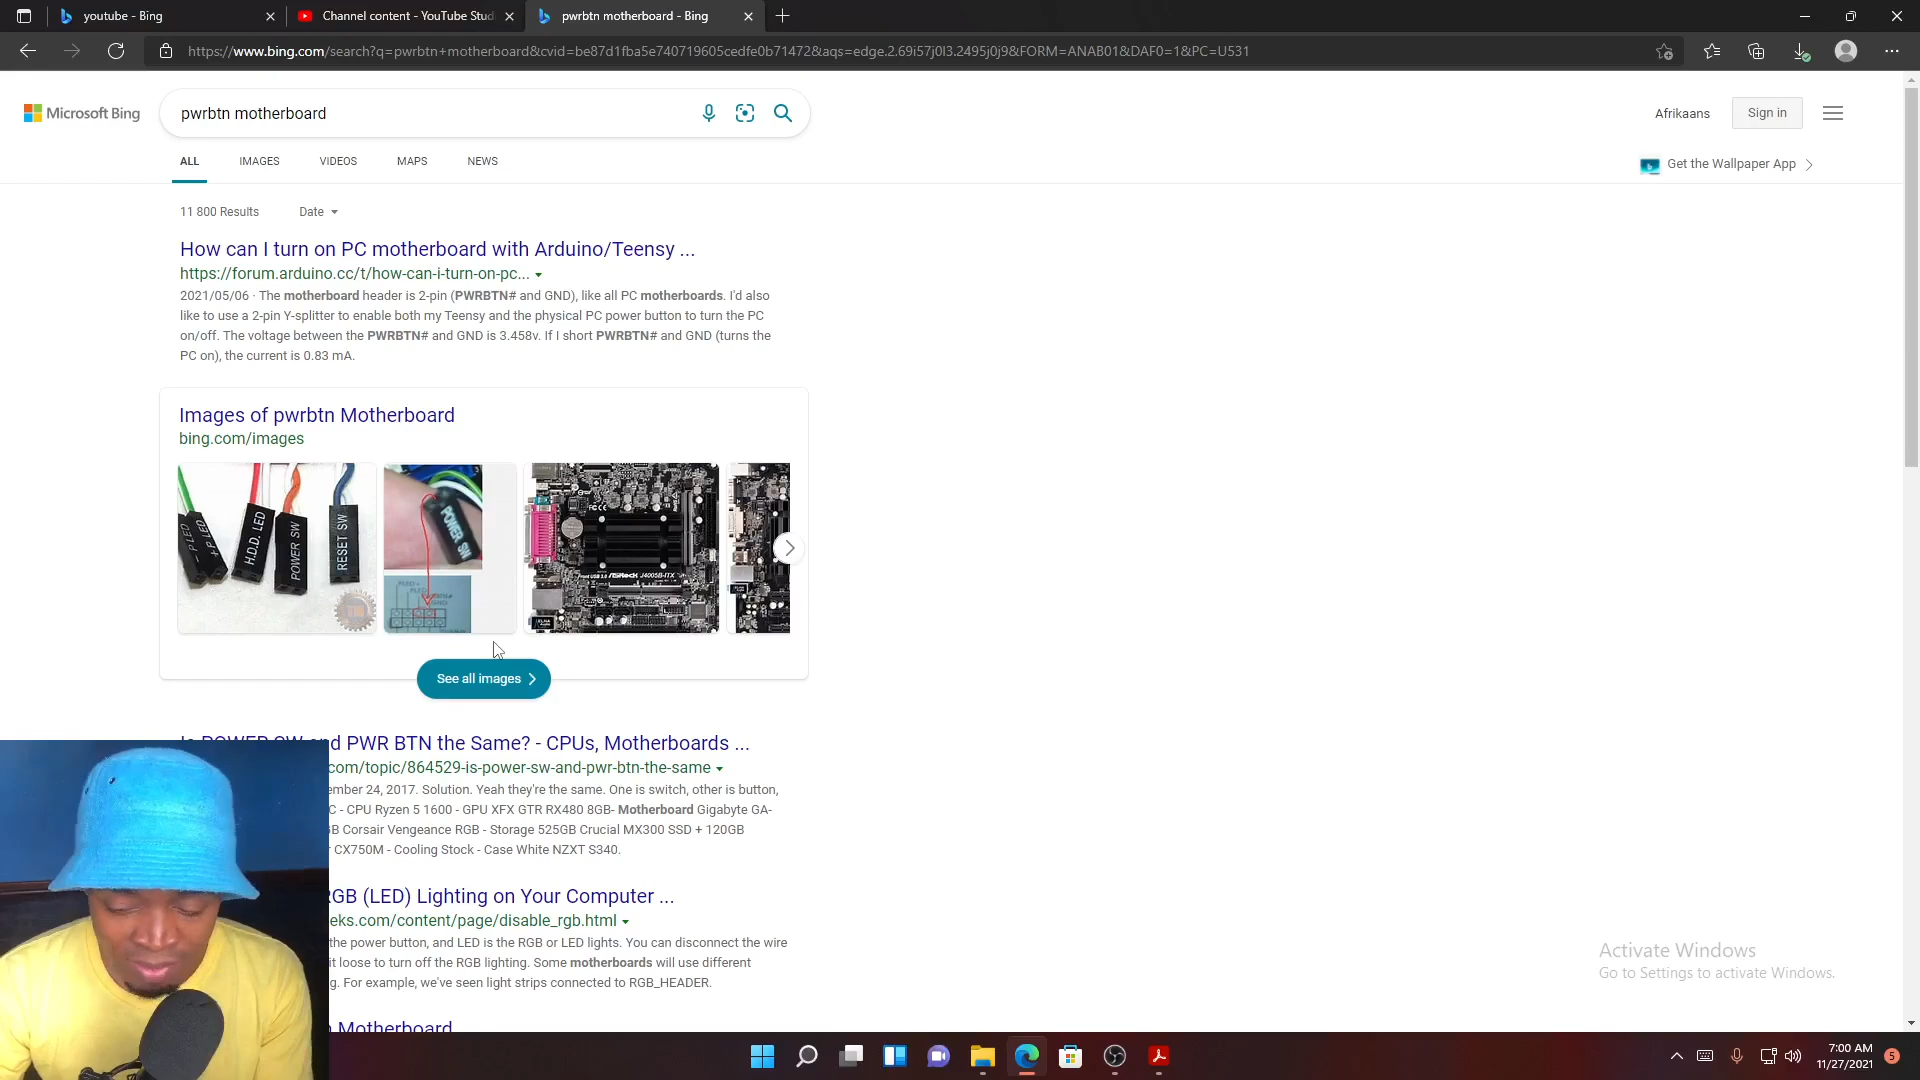 youtube - Bing
Channel content - YouTube Stud
pwrbtn motherboard - Bing
https://www.bing.com/search?q=pwrbtn+motherboard&cvid=be87d1fba5e740719605cedfe0b71472&aqs=edge.2.69i57j0l3.2495j0j9&FORM=ANAB01&DAF0=1&PC=U531
Microsoft Bing
pwrbtn motherboard
Afrikaans
Sign in
ALL IMAGES VIDEOS MAPS NEWS
Get the Wallpaper App
11 800 Results Date
How can I turn on PC motherboard with Arduino/Teensy ...
https://forum.arduino.cc/t/how-can-i-turn-on-pc...
2021/05/06 · The motherboard header is 2-pin (PWRBTN# and GND), like all PC motherboards. I'd also
like to use a 2-pin Y-splitter to enable both my Teensy and the physical PC power button to turn the PC
on/off. The voltage between the PWRBTN# and GND is 3.458v. If I short PWRBTN# and GND (turns the
PC on), the current is 0.83 mA.
Images of pwrbtn Motherboard
bing.com/images
- P LED
+ P LED
H.D.D. LED
POWER SW
RESET SW
POWER SW
See all images
Is POWER SW and PWR BTN the Same? - CPUs, Motherboards ...
com/topic/864529-is-power-sw-and-pwr-btn-the-same
ember 24, 2017. Solution. Yeah they're the same. One is switch, other is button,
C - CPU Ryzen 5 1600 - GPU XFX GTR RX480 8GB- Motherboard Gigabyte GA-
B Corsair Vengeance RGB - Storage 525GB Crucial MX300 SSD + 120GB
CX750M - Cooling Stock - Case White NZXT S340.
RGB (LED) Lighting on Your Computer ...
eks.com/content/page/disable_rgb.html
the power button, and LED is the RGB or LED lights. You can disconnect the wire
it loose to turn off the RGB lighting. Some motherboards will use different
g. For example, we've seen light strips connected to RGB_HEADER.
Motherboard
Activate Windows
Go to Settings to activate Windows.
7:00 AM
11/27/2021
5